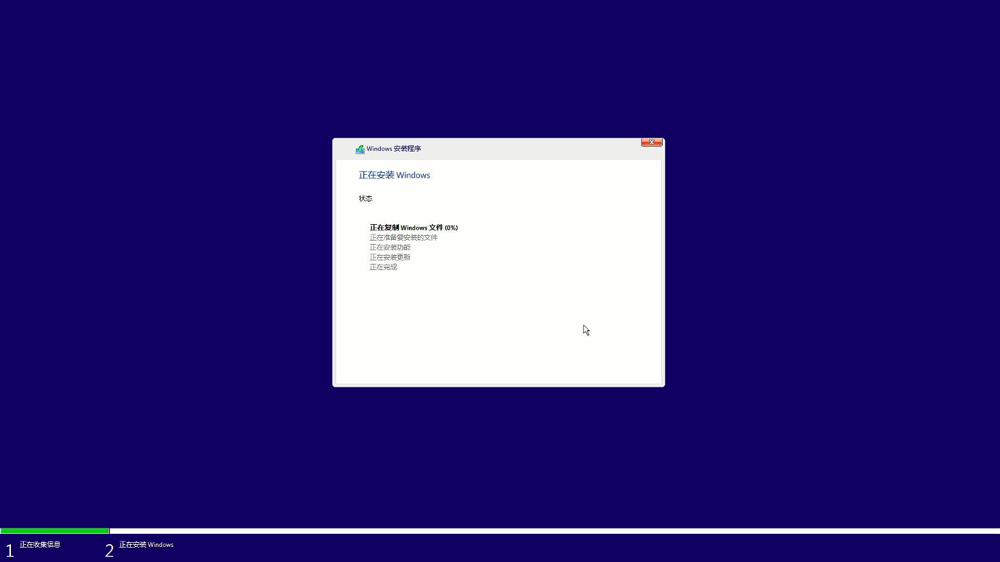 Windows 安装程序
正在安装 Windows
状态
正在复制 Windows 文件 (0%)
正在准备要安装的文件
正在安装功能
正在安装更新
正在完成
1 正在收集信息
2 正在安装 Windows